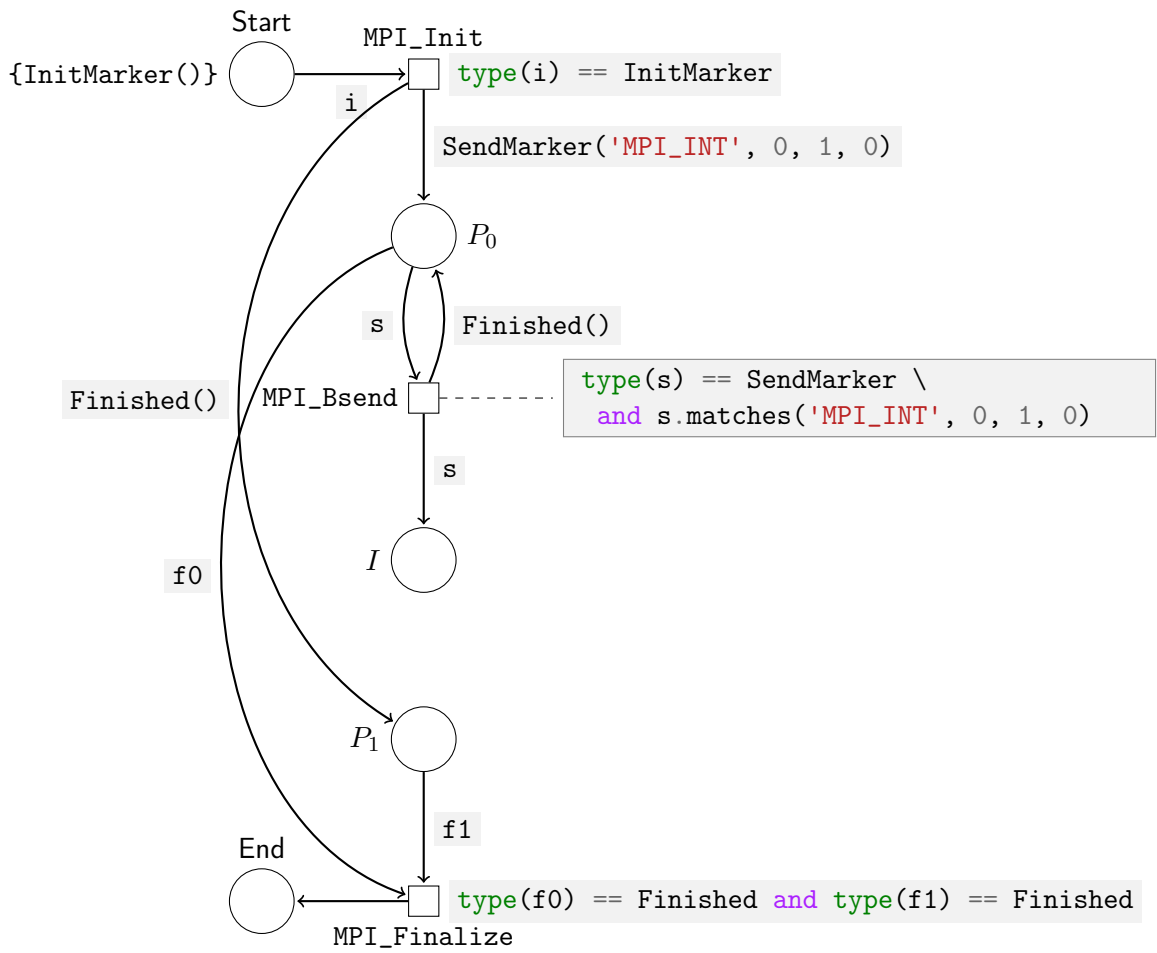 Start
MPI_Init
{InitMarker()}
type(i) == InitMarker
i
SendMarker('MPI_INT', 0, 1, 0)
P0
s
Finished()
Finished()
MPI_Bsend
type(s) == SendMarker \
and s.matches('MPI_INT', 0, 1, 0)
s
I
f0
P1
f1
End
type(f0) == Finished and type(f1) == Finished
MPI_Finalize